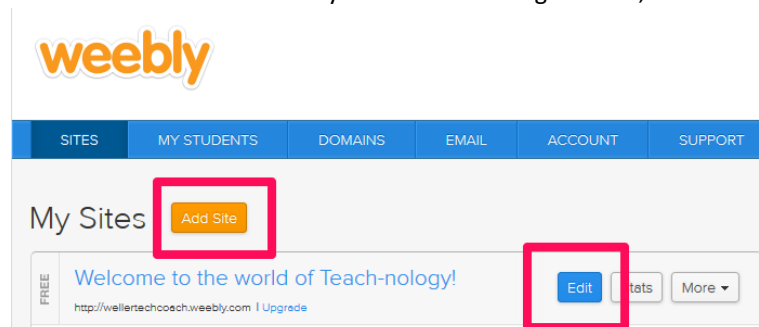 weebly
SITES MY STUDENTS DOMAINS EMAIL ACCOUNT SUPPORT
My Sites Add Site
FREE
Welcome to the world of Teach-nology! Edit tats More
http://wellertechcoach.weebly.com | Upgrade